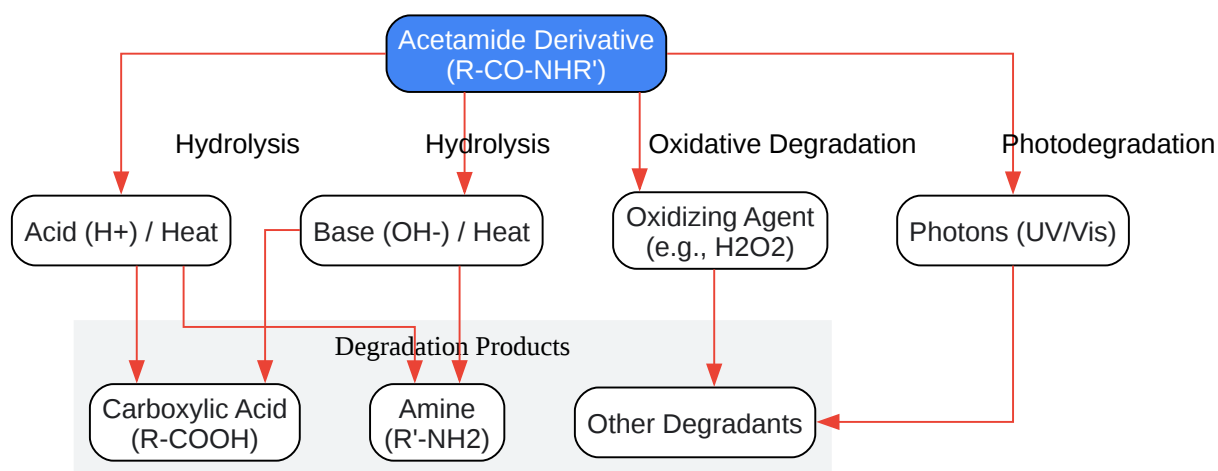 Acetamide Derivative
(R-CO-NHR')
Hydrolysis
Hydrolysis
Oxidative Degradation
Photodegradation
Acid (H+) / Heat
Base (OH-) / Heat
Oxidizing Agent
(e.g., H2O2)
Photons (UV/Vis)
Degradation Products
Carboxylic Acid
(R-COOH)
Amine
(R'-NH2)
Other Degradants